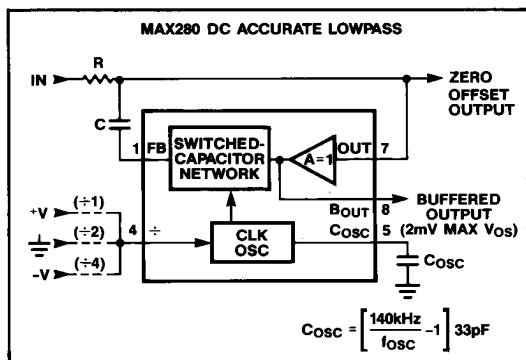 MAX280 DC ACCURATE LOWPASS
IN
R
ZERO
OFFSET
OUTPUT
C
1 FB
SWITCHED-
CAPACITOR
NETWORK
A=1
OUT 7
+V (÷1)
(÷2)
–V (÷4)
4 ÷
CLK
OSC
BOUT 8
BUFFERED
OUTPUT
(2mV MAX VOS)
COSC 5
COSC
COSC = [140kHz/fOSC –1] 33pF